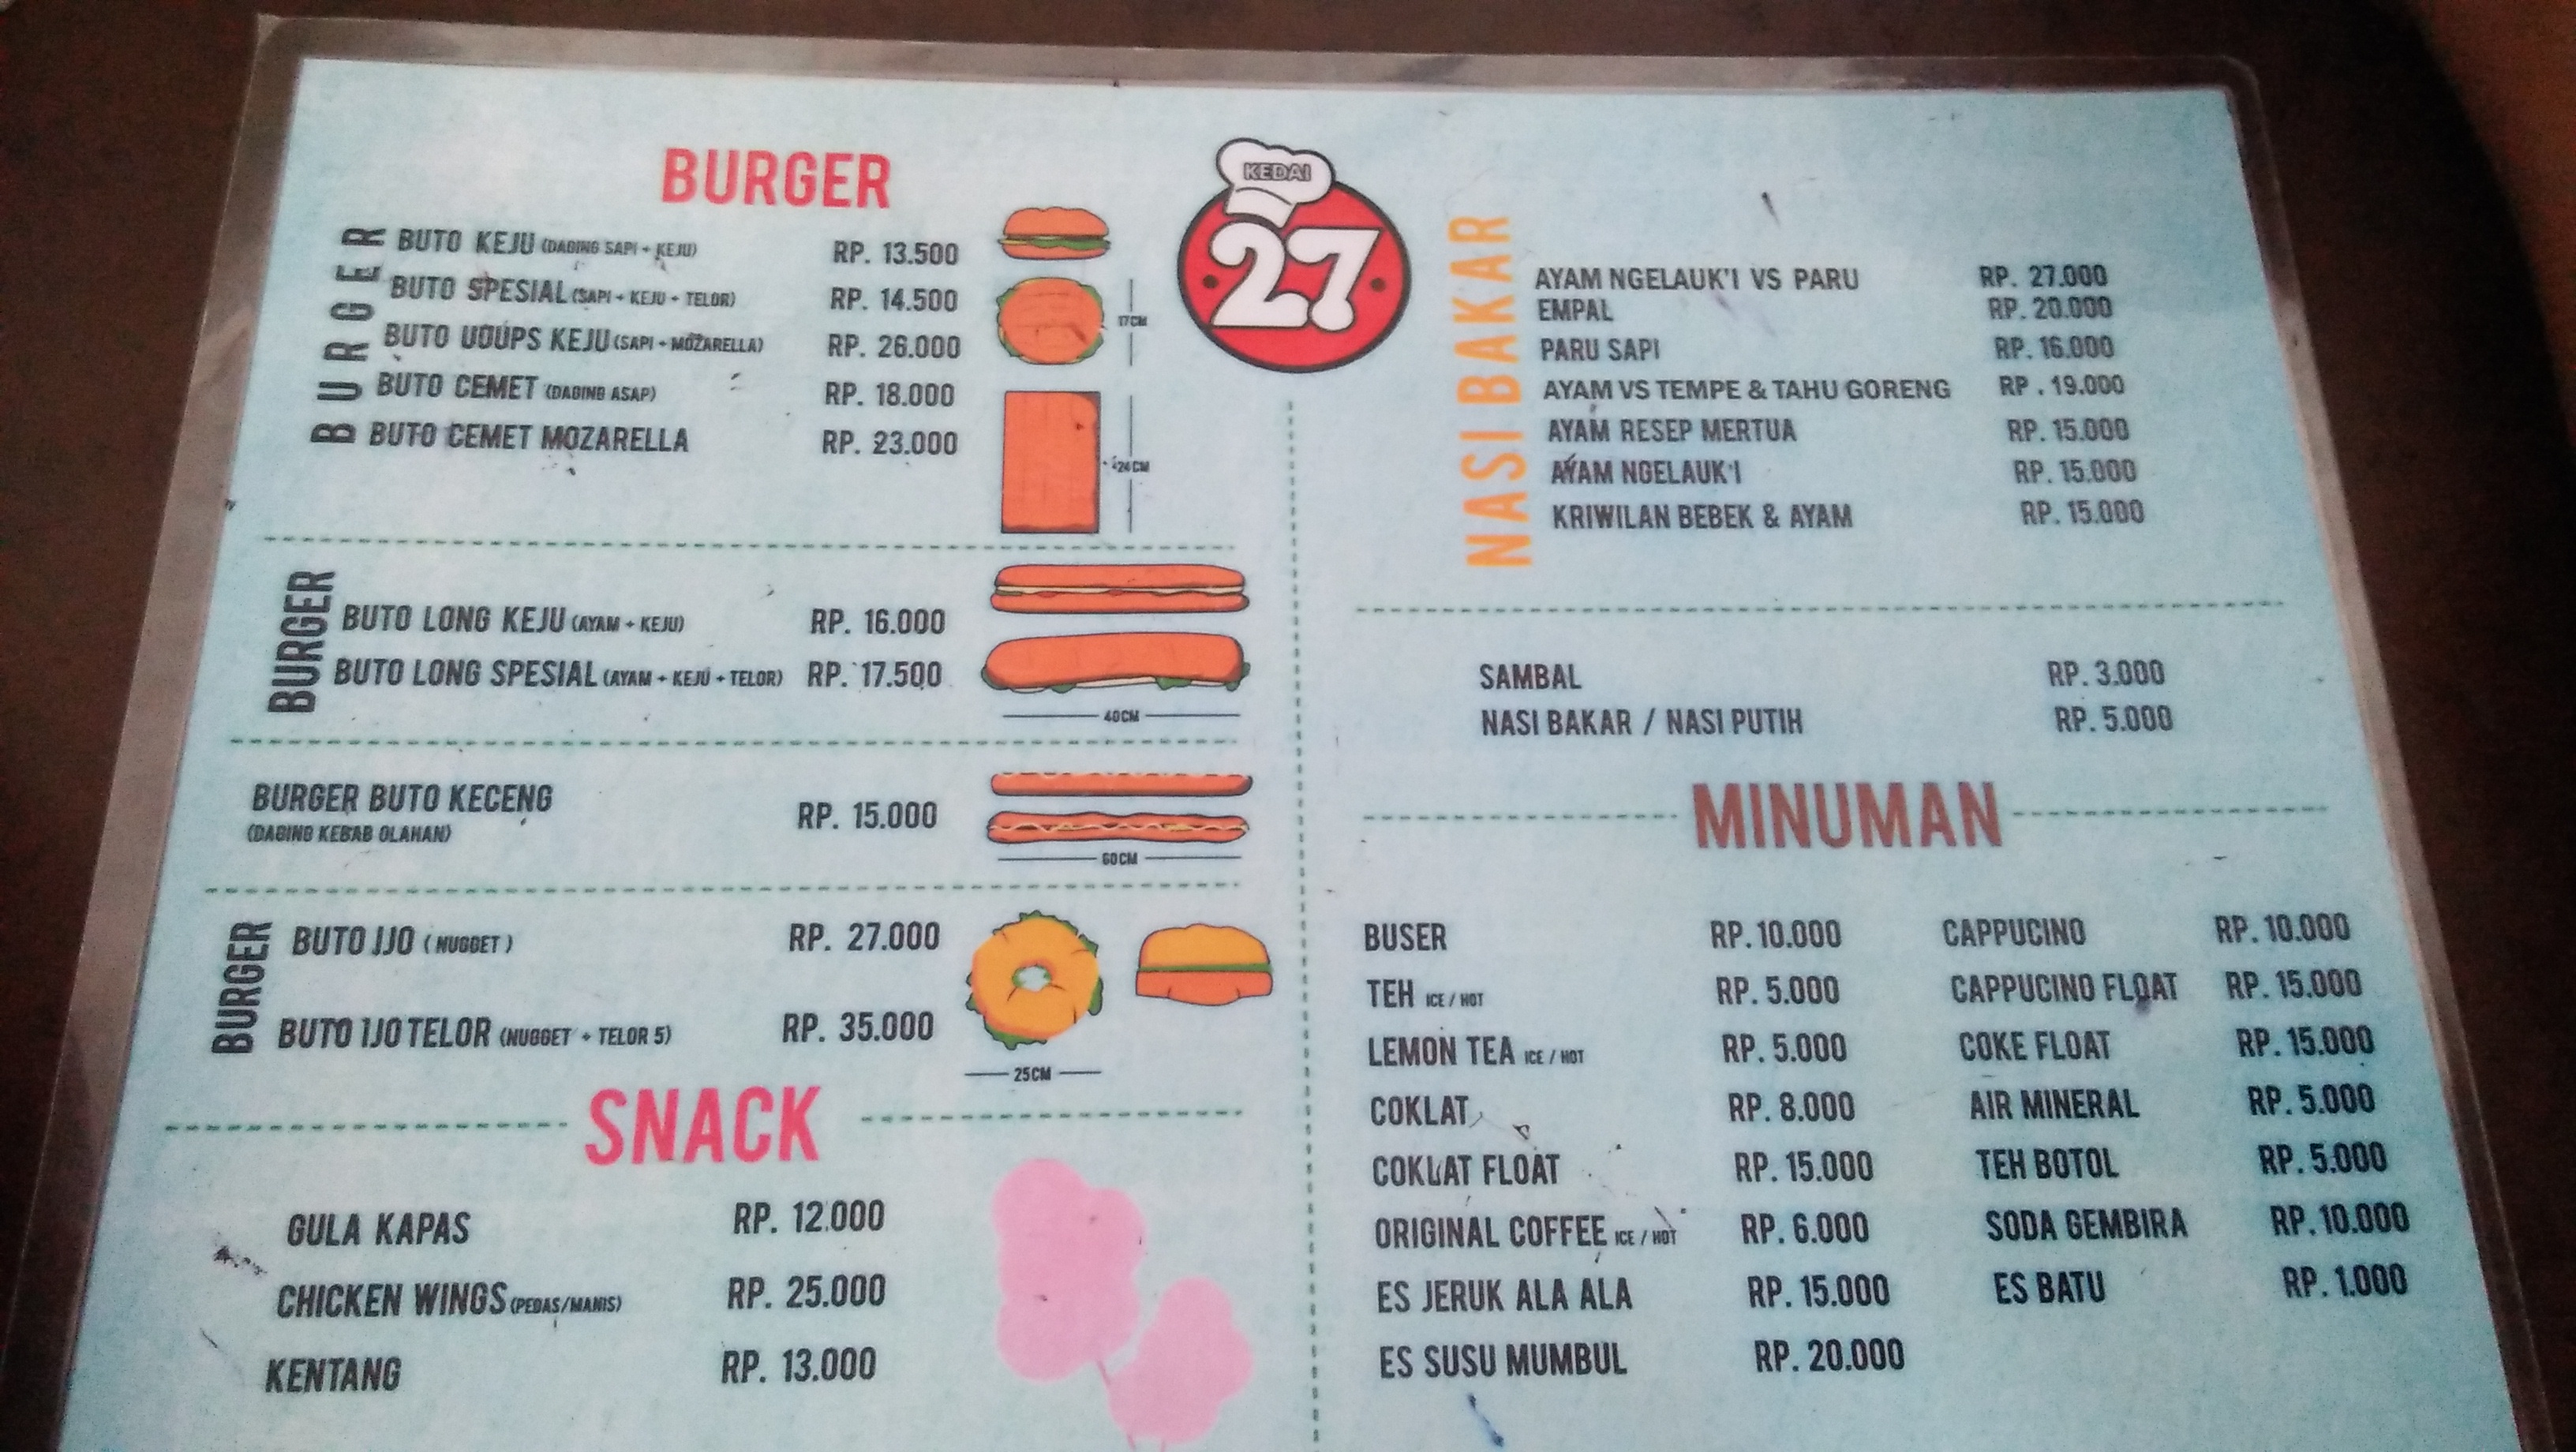 BURGER
BURGER
BUTO KEJU (DAGING SAPI + KEJU) RP. 13.500
BUTO SPESIAL (SAPI + KEJU + TELOR) RP. 14.500
BUTO UOUPS KEJU (SAPI + MOZARELLA) RP. 26.000
BUTO CEMET (DAGING ASAP) RP. 18.000
BUTO CEMET MOZARELLA RP. 23.000
17CM
24CM
BURGER
BUTO LONG KEJU (AYAM + KEJU) RP. 16.000
BUTO LONG SPESIAL (AYAM + KEJU + TELOR) RP. 17.500
40CM
BURGER BUTO KECENG RP. 15.000
(DAGING KEBAB OLAHAN)
60CM
BURGER
BUTO IJO ( NUGGET ) RP. 27.000
BUTO IJO TELOR (NUGGET + TELOR 5) RP. 35.000
25CM
SNACK
GULA KAPAS RP. 12.000
CHICKEN WINGS (PEDAS/MANIS) RP. 25.000
KENTANG RP. 13.000
KEDAI
27
NASI BAKAR
AYAM NGELAUK'I VS PARU RP. 27.000
EMPAL RP. 20.000
PARU SAPI RP. 16.000
AYAM VS TEMPE & TAHU GORENG RP . 19.000
AYAM RESEP MERTUA RP. 15.000
AYAM NGELAUK'I RP. 15.000
KRIWILAN BEBEK & AYAM RP. 15.000
SAMBAL RP. 3.000
NASI BAKAR / NASI PUTIH RP. 5.000
MINUMAN
BUSER RP. 10.000
TEH ICE / HOT RP. 5.000
LEMON TEA ICE / HOT RP. 5.000
COKLAT RP. 8.000
COKLAT FLOAT RP. 15.000
ORIGINAL COFFEE ICE / HOT RP. 6.000
ES JERUK ALA ALA RP. 15.000
ES SUSU MUMBUL RP. 20.000
CAPPUCINO RP. 10.000
CAPPUCINO FLOAT RP. 15.000
COKE FLOAT RP. 15.000
AIR MINERAL RP. 5.000
TEH BOTOL RP. 5.000
SODA GEMBIRA RP. 10.000
ES BATU RP. 1.000